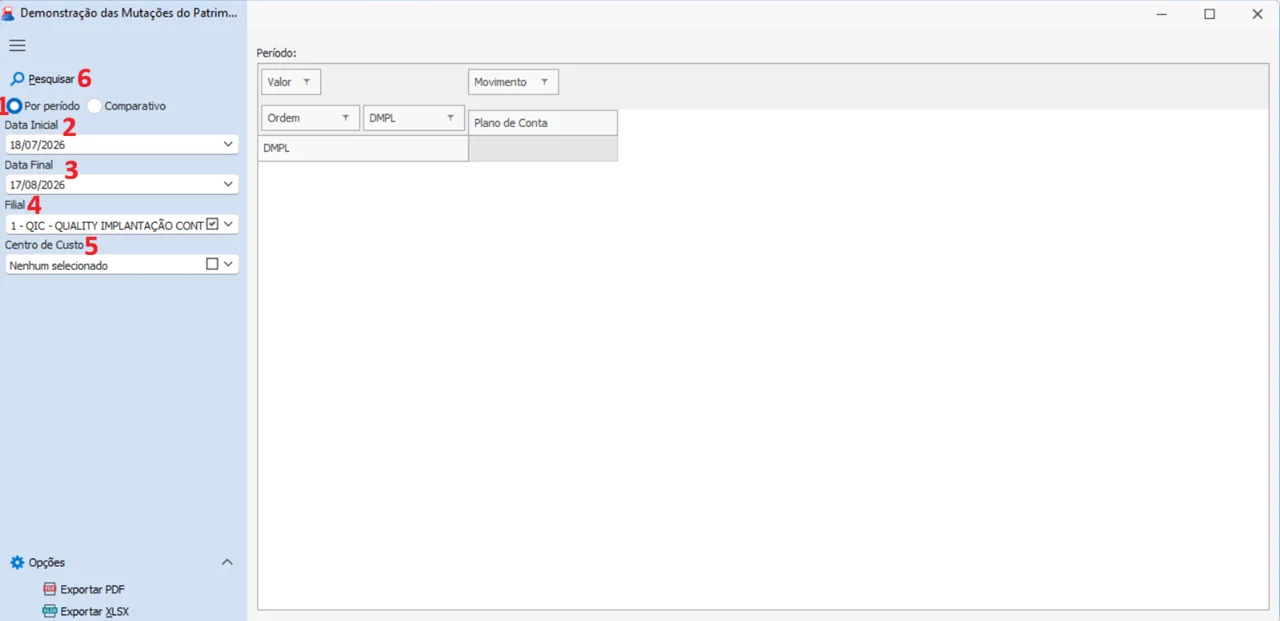 Demonstração das Mutações do Patrim...
Pesquisar 6
1 Por período Comparativo
Data Inicial 2
18/07/2026
Data Final 3
17/08/2026
Filial 4
1 - QIC - QUALITY IMPLANTAÇÃO CONT
Centro de Custo 5
Nenhum selecionado
Opções
Exportar PDF
Exportar XLSX
Período:
Valor Movimento
Ordem DMPL Plano de Conta
DMPL